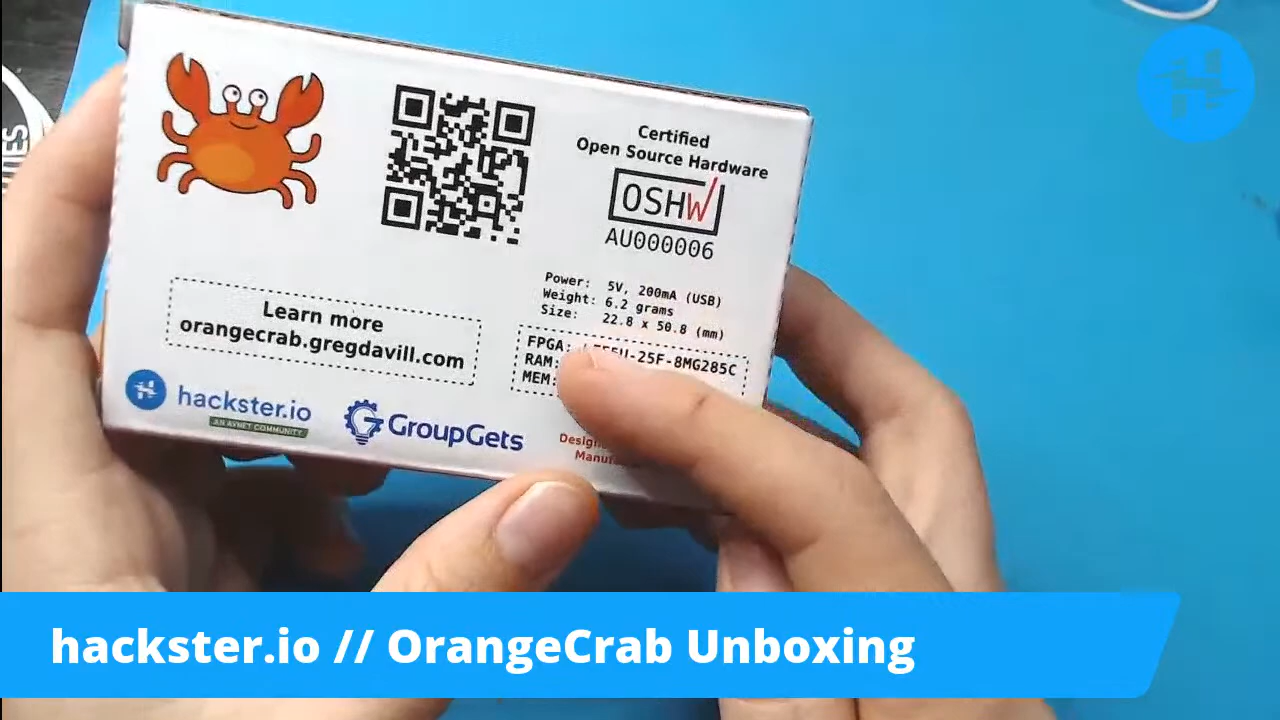 Certified
Open Source Hardware
OSHW
AU000006
Power: 5V, 200mA (USB)
Weight: 6.2 grams
Size: 22.8 x 50.8 (mm)
FPGA: -25F-8MG285C
RAM:
MEM:
Learn more
orangecrab.gregdavill.com
hackster.io
AN AVNET COMMUNITY
GroupGets
hackster.io // OrangeCrab Unboxing